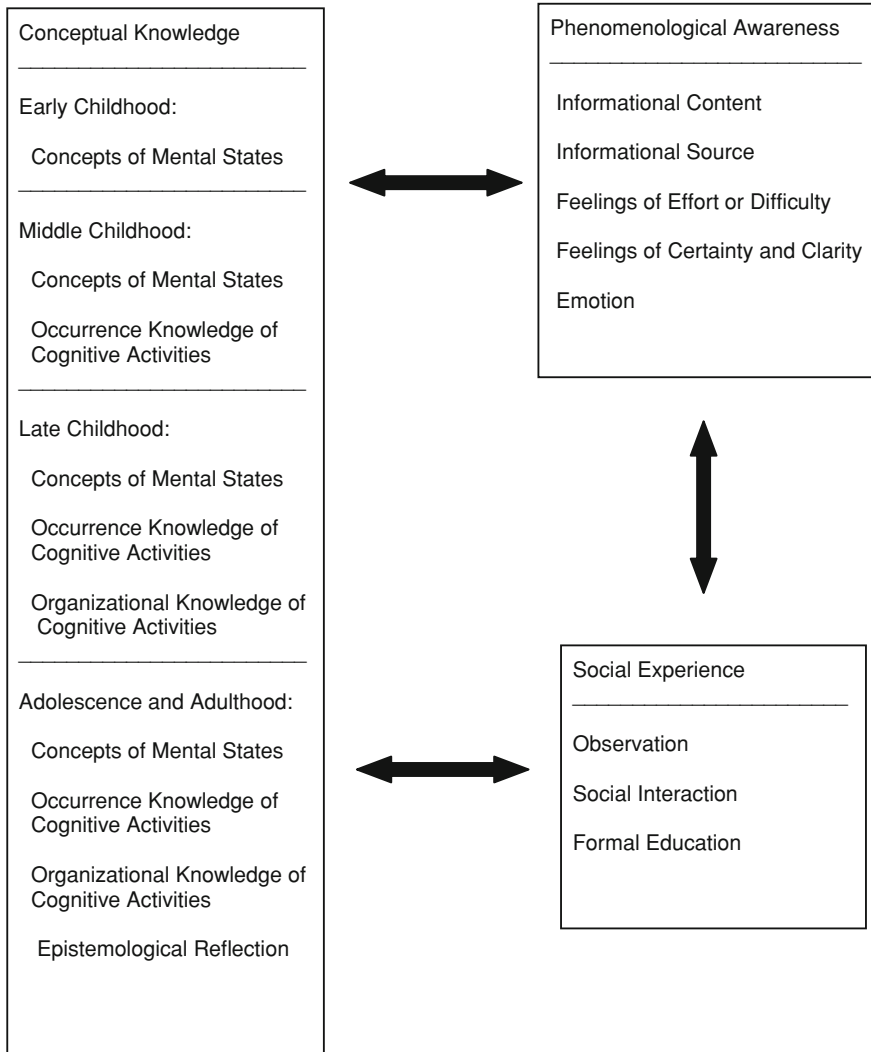 Conceptual Knowledge
Early Childhood:
Concepts of Mental States
Middle Childhood:
Concepts of Mental States
Occurrence Knowledge of
Cognitive Activities
Late Childhood:
Concepts of Mental States
Occurrence Knowledge of
Cognitive Activities
Organizational Knowledge of
Cognitive Activities
Adolescence and Adulthood:
Concepts of Mental States
Occurrence Knowledge of
Cognitive Activities
Organizational Knowledge of
Cognitive Activities
Epistemological Reflection
Phenomenological Awareness
Informational Content
Informational Source
Feelings of Effort or Difficulty
Feelings of Certainty and Clarity
Emotion
Social Experience
Observation
Social Interaction
Formal Education